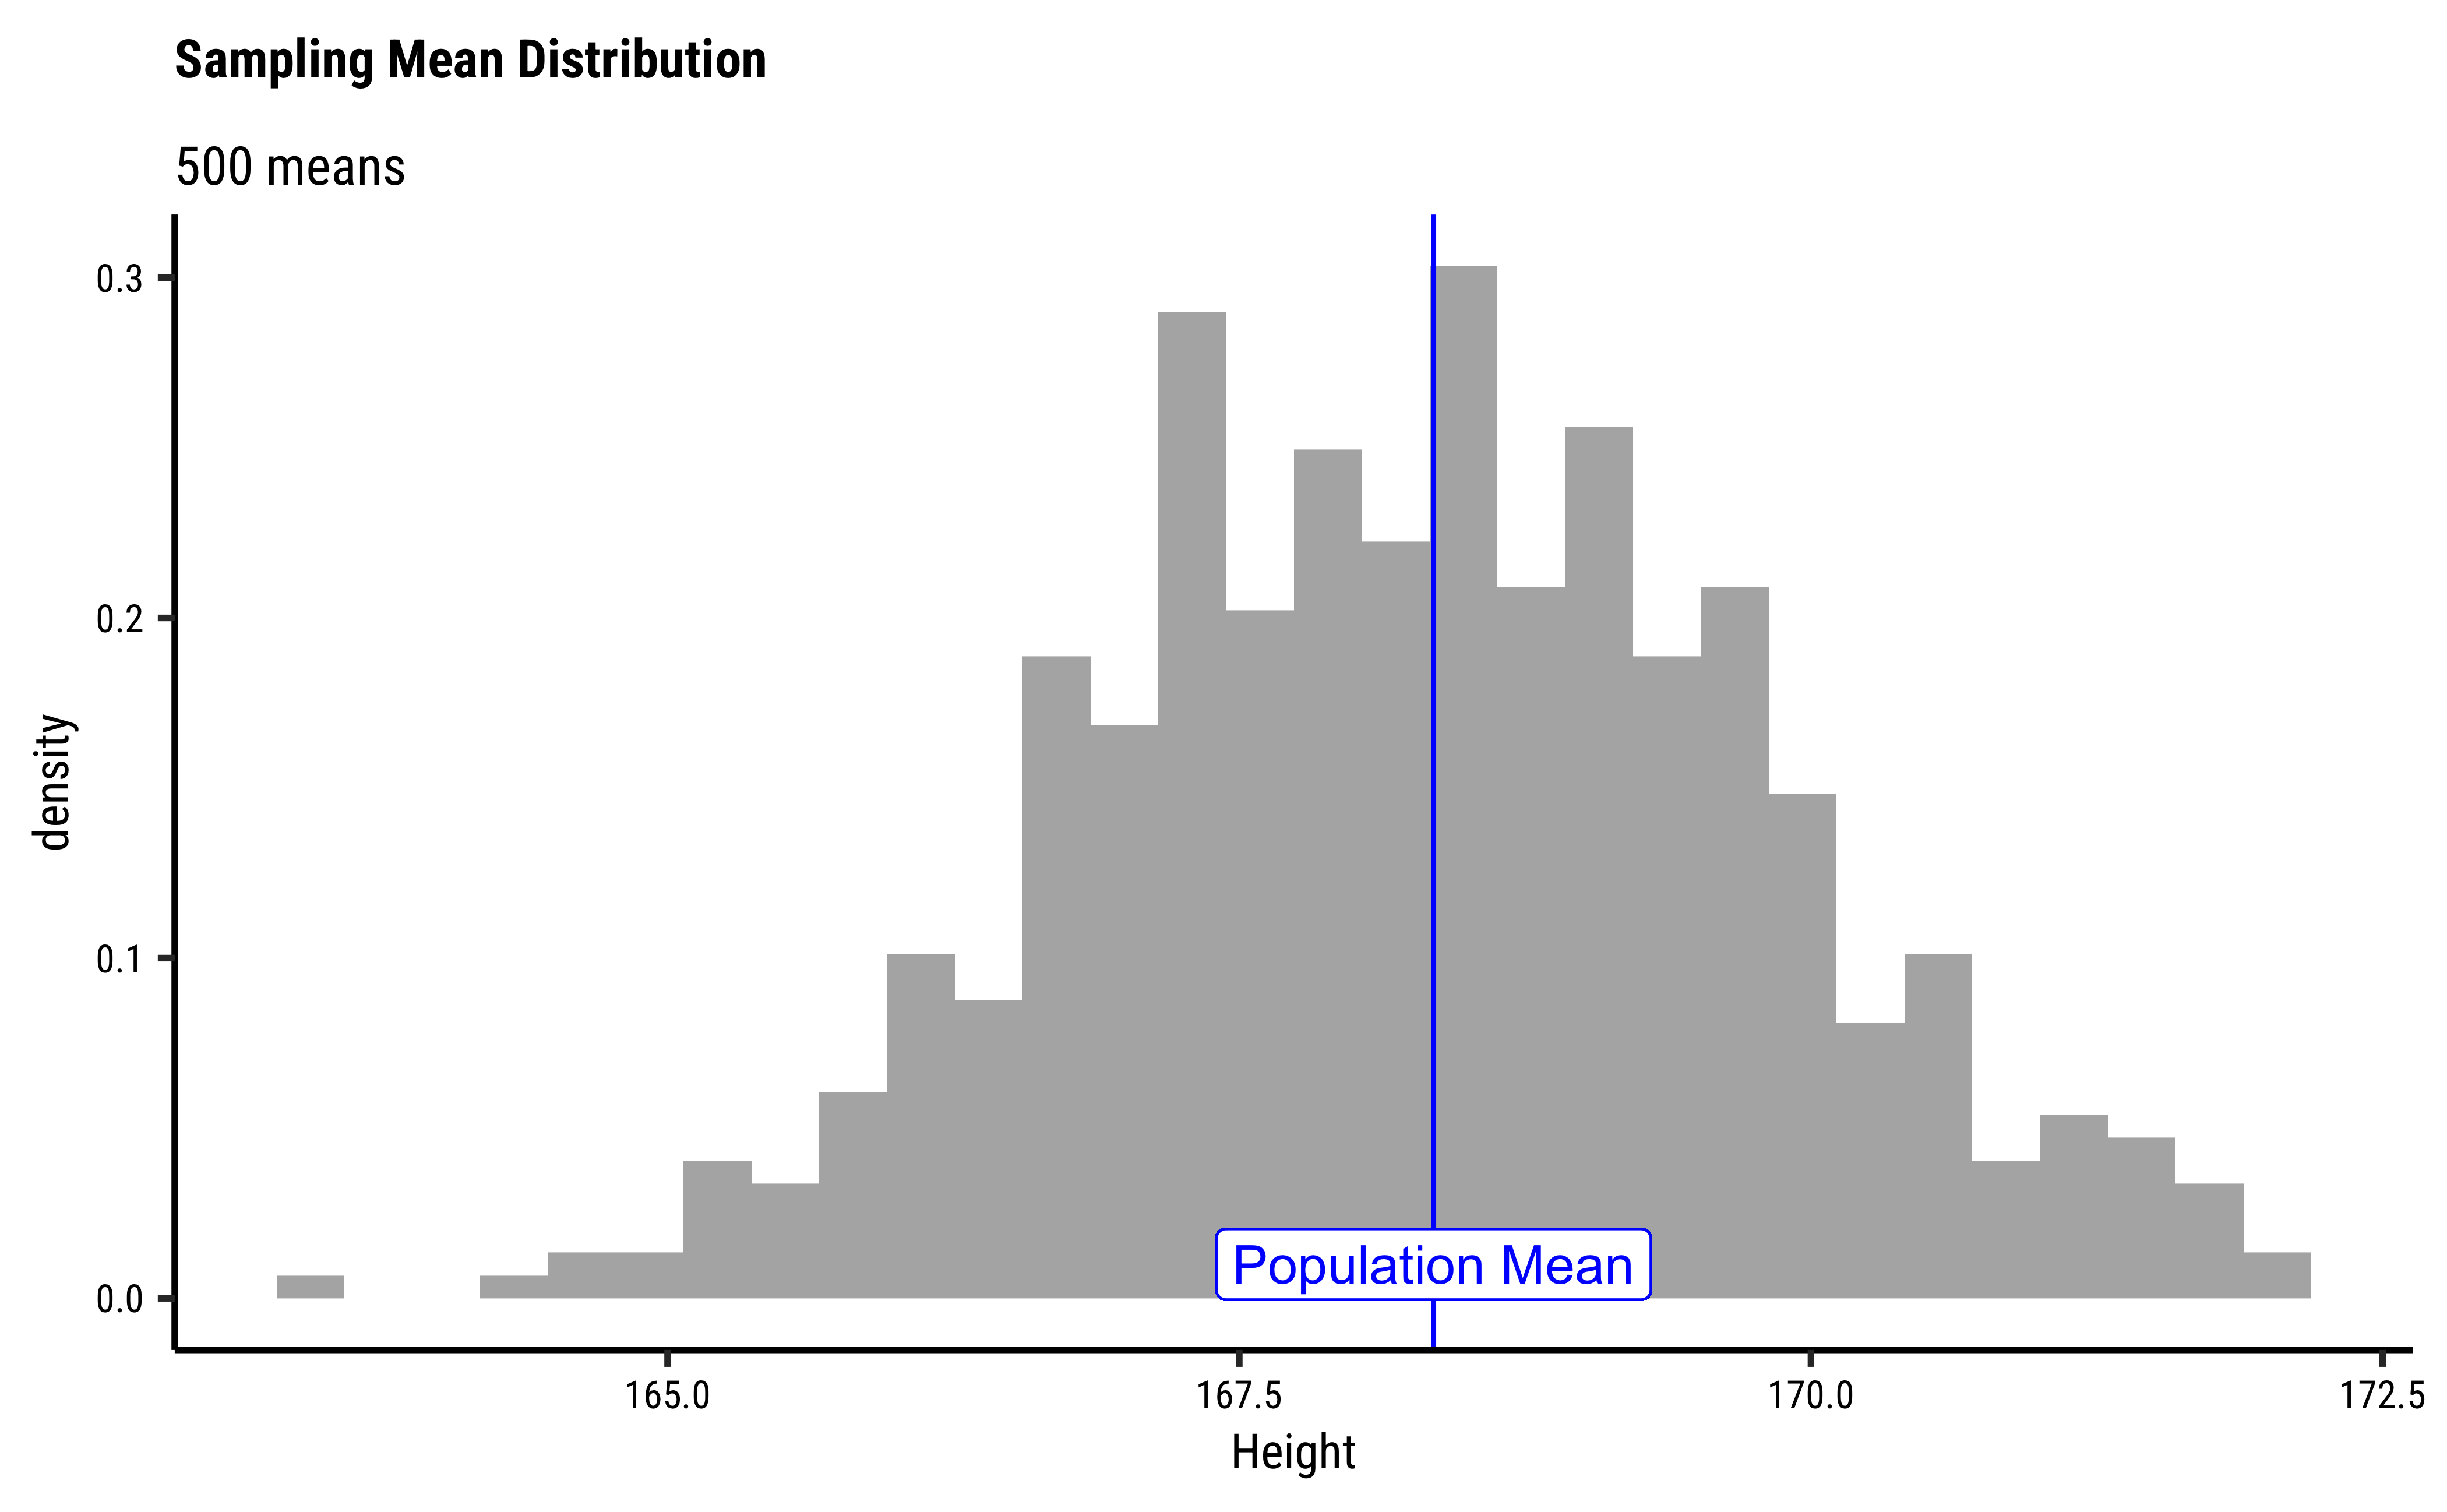 Sampling Mean Distribution
500 means
0.3
0.2
0.1
0.0
density
Population Mean
165.0 167.5 170.0 172.5
Height